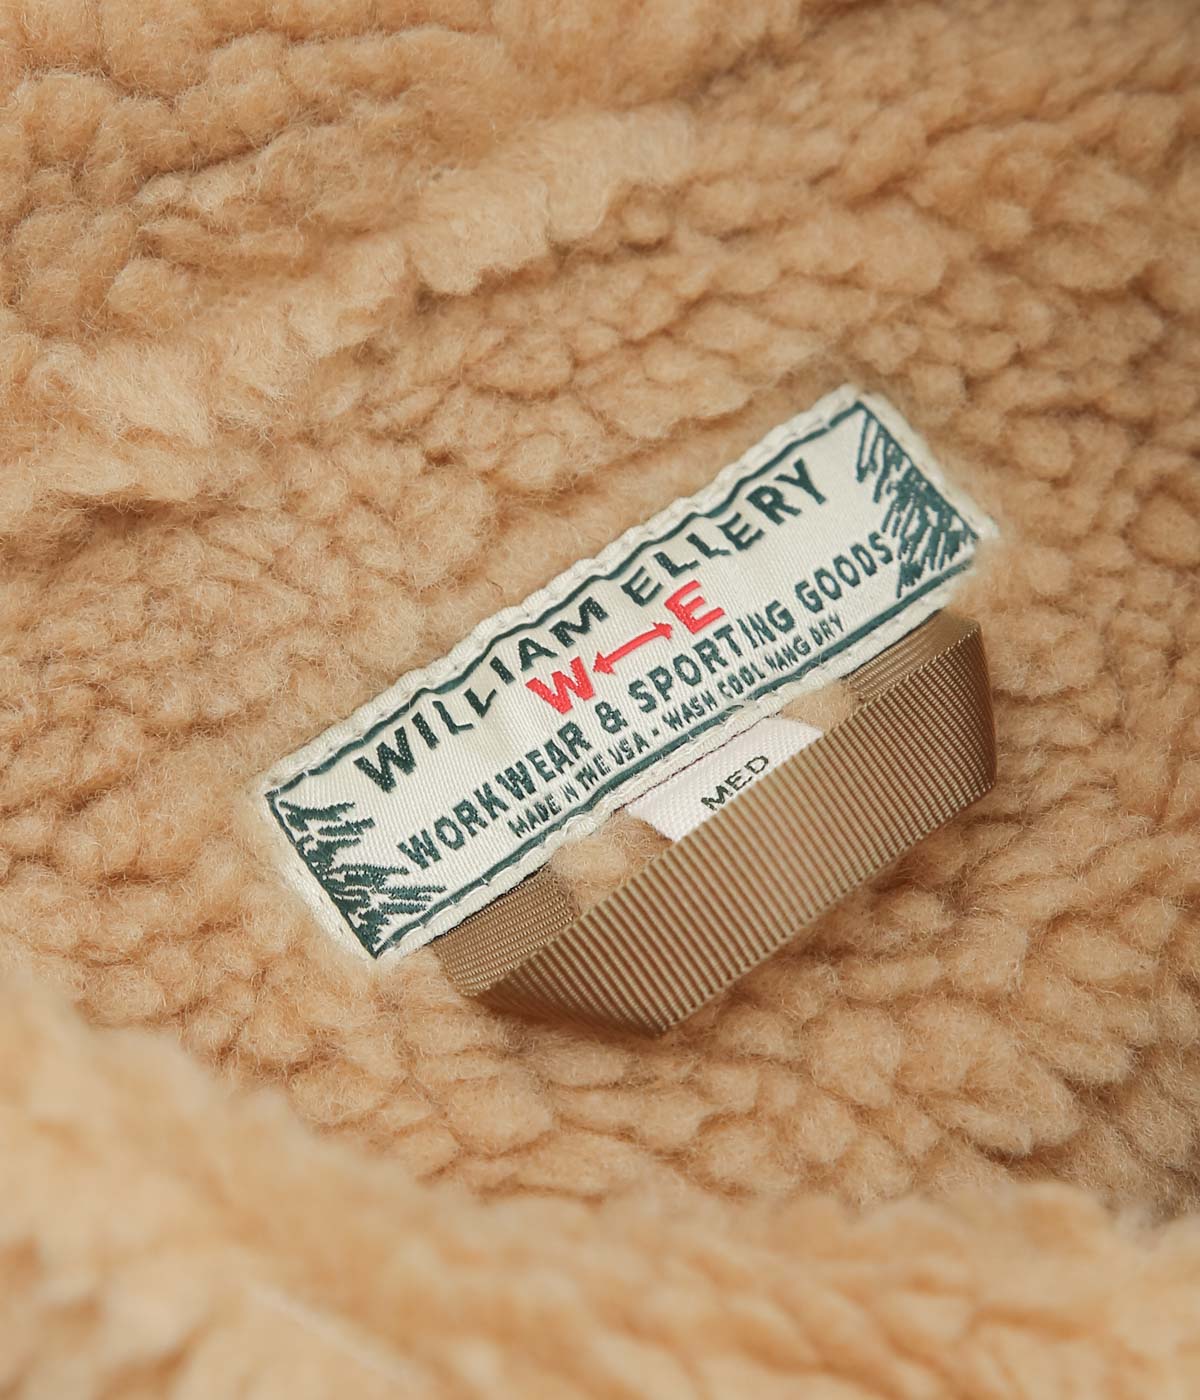 WILLIAM ELLERY
W ↔ E
WORKWEAR & SPORTING GOODS
MADE IN THE USA - WASH COOL HANG DRY
MED